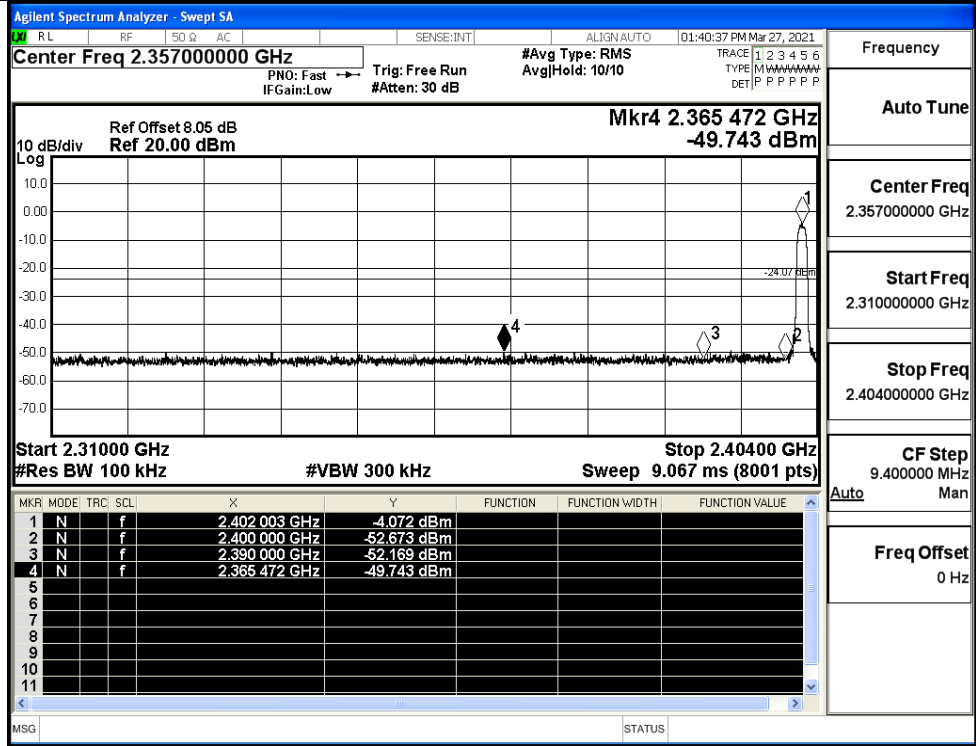 Agilent Spectrum Analyzer - Swept SA
LXI RL RF 50 Ω AC SENSE:INT ALIGNAUTO 01:40:37 PM Mar 27, 2021
Center Freq 2.357000000 GHz
PNO: Fast
IFGain:Low
Trig: Free Run
#Atten: 30 dB
#Avg Type: RMS
Avg|Hold: 10/10
TRACE 1 2 3 4 5 6
TYPE M WWWWW
DET P P P P P P
Ref Offset 8.05 dB
10 dB/div Ref 20.00 dBm
Log
Mkr4 2.365 472 GHz
-49.743 dBm
10.0
0.00
-10.0
-20.0
-30.0
-40.0
-50.0
-60.0
-70.0
1
-24.07 dBm
4
3
2
Start 2.31000 GHz Stop 2.40400 GHz
#Res BW 100 kHz #VBW 300 kHz Sweep 9.067 ms (8001 pts)
MKR MODE TRC SCL X Y FUNCTION FUNCTION WIDTH FUNCTION VALUE
1 N f 2.402 003 GHz -4.072 dBm
2 N f 2.400 000 GHz -52.673 dBm
3 N f 2.390 000 GHz -52.169 dBm
4 N f 2.365 472 GHz -49.743 dBm
5
6
7
8
9
10
11
MSG STATUS
Frequency
Auto Tune
Center Freq
2.357000000 GHz
Start Freq
2.310000000 GHz
Stop Freq
2.404000000 GHz
CF Step
9.400000 MHz
Auto Man
Freq Offset
0 Hz